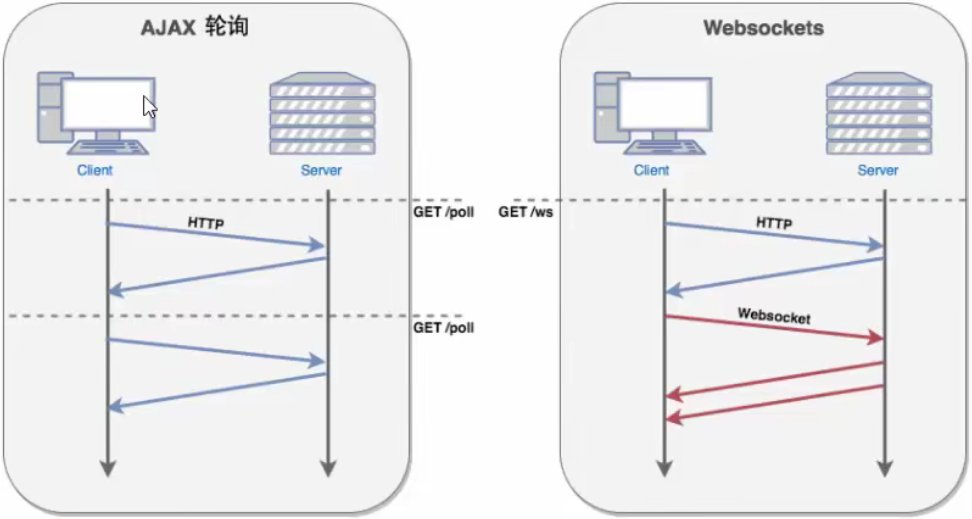 AJAX 轮询
Client
Server
GET /poll
HTTP
GET /poll
Websockets
Client
Server
GET /ws
HTTP
Websocket